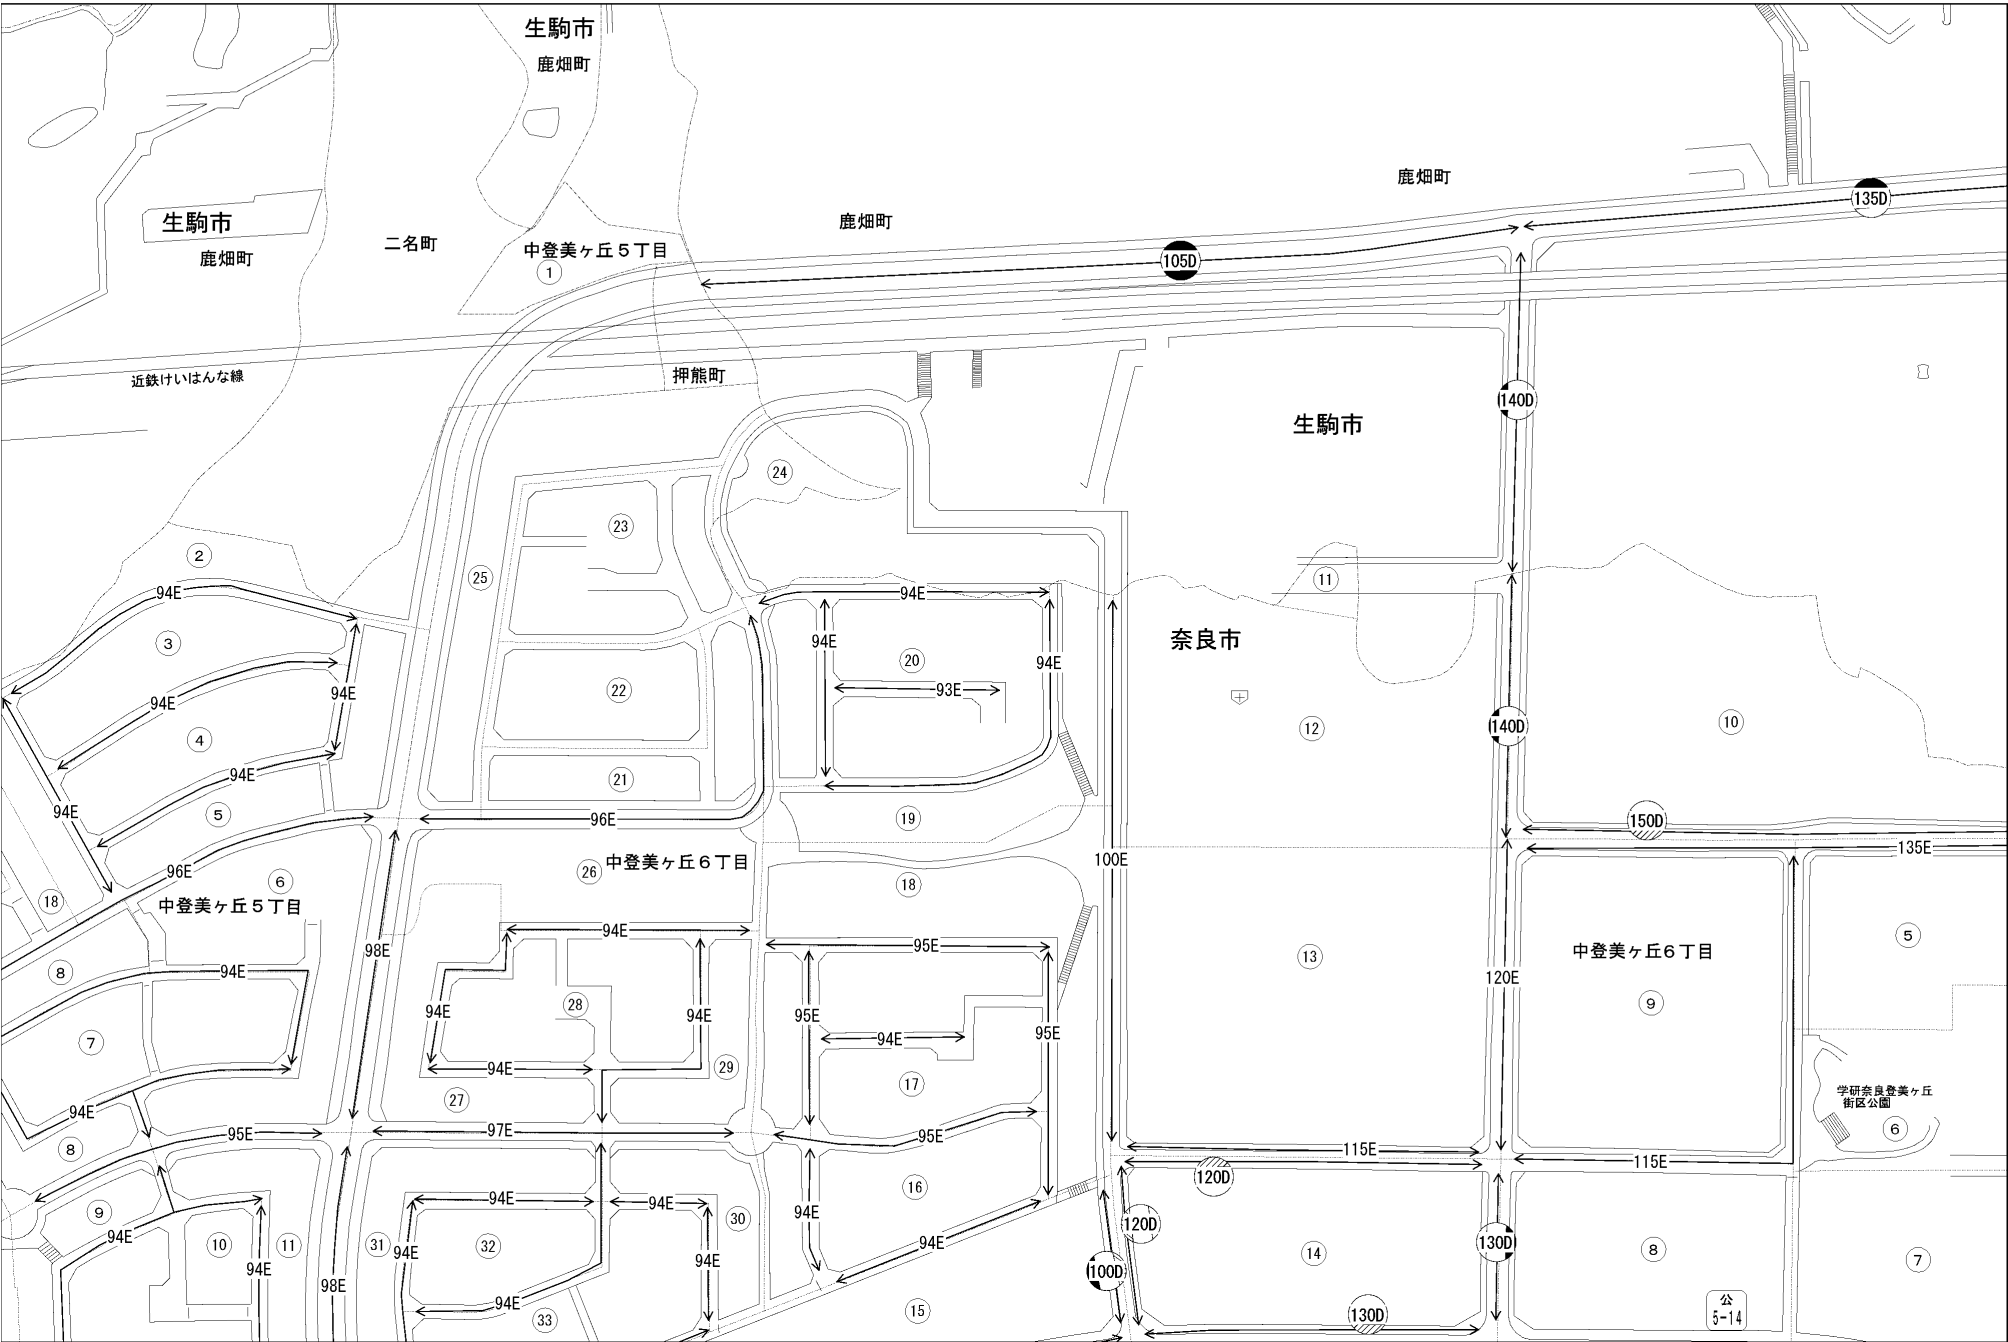 生駒市
鹿畑町
鹿畑町
135D
生駒市
鹿畑町
二名町
中登美ヶ丘5丁目
1
鹿畑町
105D
近鉄けいはんな線
押熊町
140D
生駒市
24
23
2
25
11
94E
94E
3
94E
20
94E
奈良市
22
94E
93E
94E
94E
4
12
140D
10
94E
21
5
94E
19
96E
150D
135E
中登美ヶ丘6丁目
26
100E
96E
6
18
18
中登美ヶ丘5丁目
94E
95E
5
98E
13
中登美ヶ丘6丁目
8
94E
120E
9
28
94E
94E
95E
95E
94E
7
94E
29
17
学研奈良登美ヶ丘
街区公園
27
94E
97E
95E
6
8
95E
115E
115E
120D
16
94E
94E
9
94E
30
120D
94E
10
11
31
94E
32
94E
94E
130D
14
8
7
94E
98E
94E
100D
33
15
130D
公
5-14